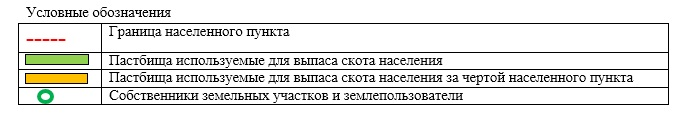 Условные обозначения
Граница населенного пункта
Пастбища используемые для выпаса скота населения
Пастбища используемые для выпаса скота населения за чертой населенного пункта
Собственники земельных участков и землепользователи